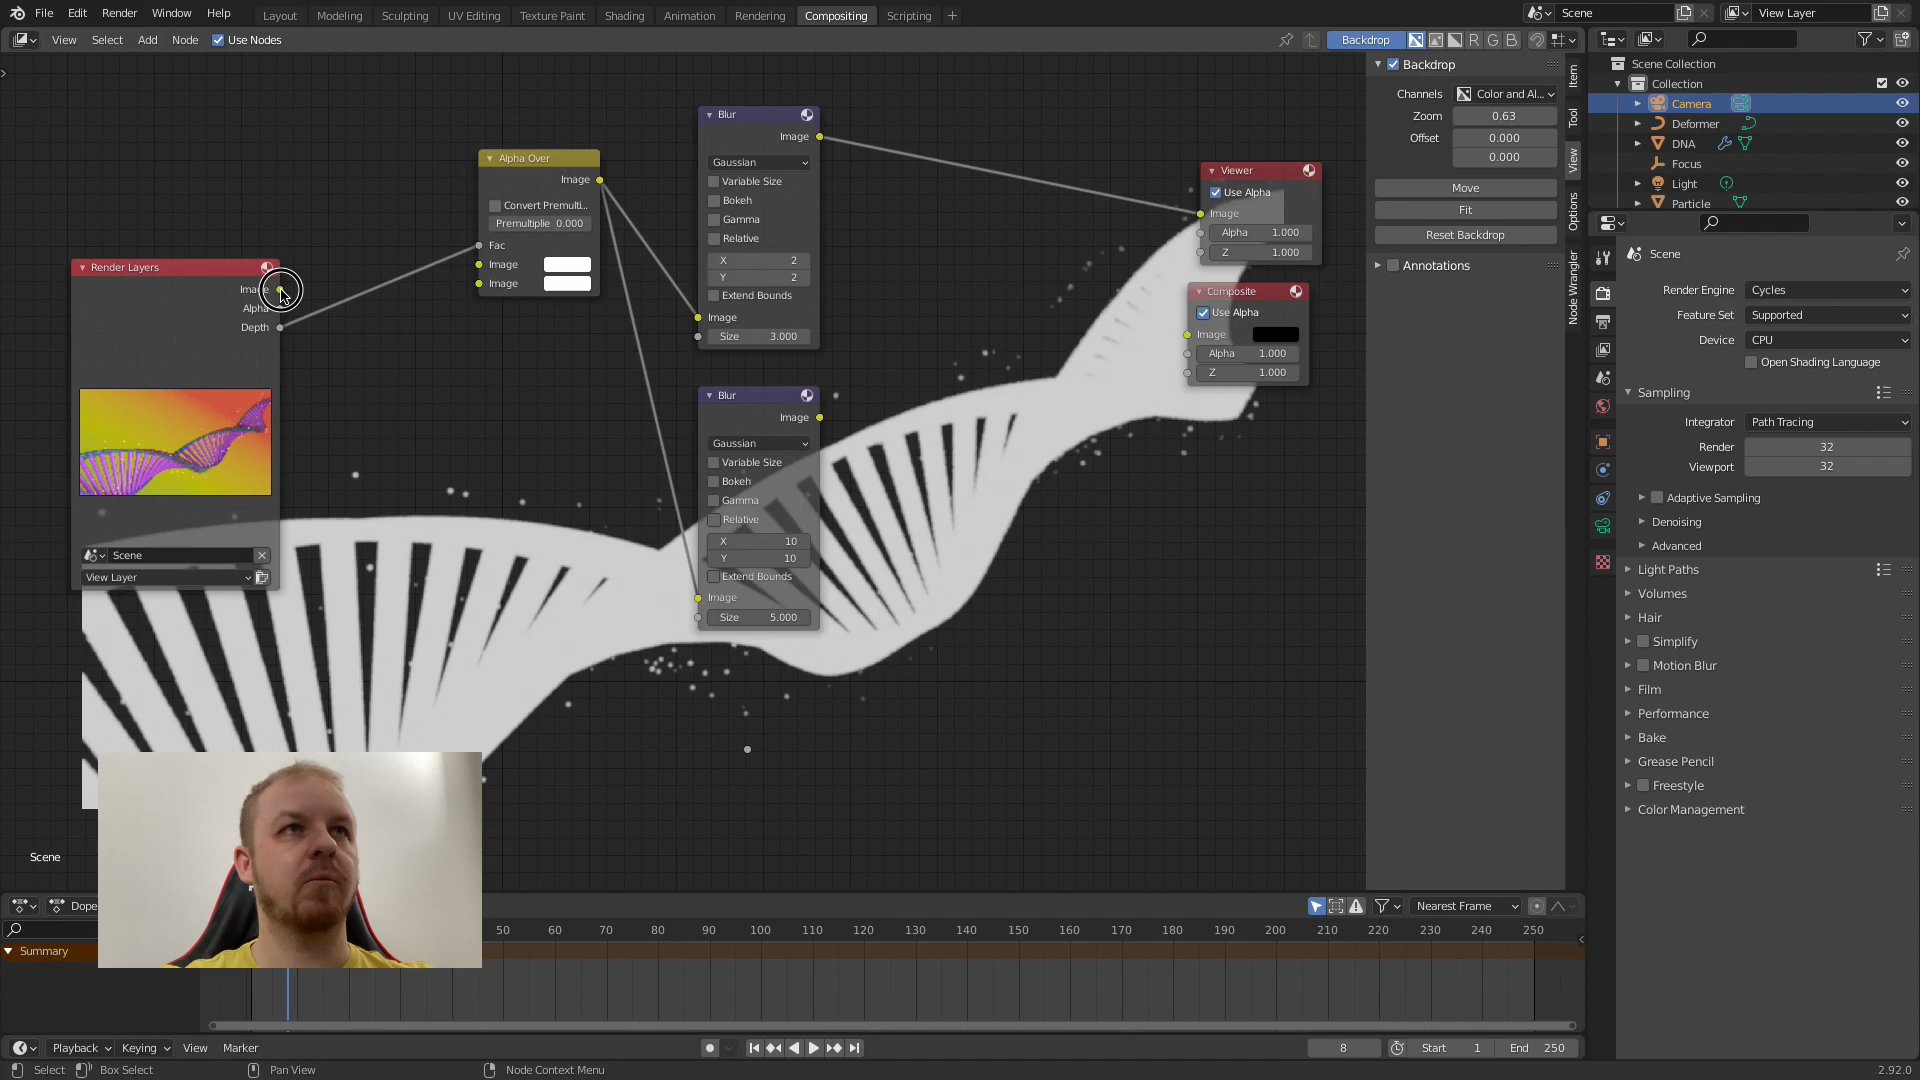 File Edit Render Window Help
Layout Modeling Sculpting UV Editing Texture Paint Shading Animation Rendering Compositing Scripting +
Scene
View Layer
View Select Add Node Use Nodes
Backdrop
R G B
Backdrop
Channels Color and Al...
Zoom 0.63
Offset 0.000
0.000
Move
Fit
Reset Backdrop
Annotations
Item
Tool
View
Options
Node Wrangler
Scene Collection
Collection
Camera
Deformer
DNA
Focus
Light
Particle
Scene
Render Engine Cycles
Feature Set Supported
Device CPU
Open Shading Language
Sampling
Integrator Path Tracing
Render 32
Viewport 32
Adaptive Sampling
Denoising
Advanced
Light Paths
Volumes
Hair
Simplify
Motion Blur
Film
Performance
Bake
Grease Pencil
Freestyle
Color Management
Render Layers
Image
Alpha
Depth
Scene
View Layer
Alpha Over
Image
Convert Premulti...
Premultiplie 0.000
Fac
Image
Image
Blur
Image
Gaussian
Variable Size
Bokeh
Gamma
Relative
X 2
Y 2
Extend Bounds
Image
Size 3.000
Blur
Image
Gaussian
Variable Size
Bokeh
Gamma
Relative
X 10
Y 10
Extend Bounds
Image
Size 5.000
Viewer
Use Alpha
Image
Alpha 1.000
Z 1.000
Composite
Use Alpha
Image
Alpha 1.000
Z 1.000
Scene
Dope
Nearest Frame
50 60 70 80 90 100 110 120 130 140 150 160 170 180 190 200 210 220 230 240 250
Summary
Playback Keying View Marker
8
Start 1 End 250
Select Box Select Pan View Node Context Menu
2.92.0